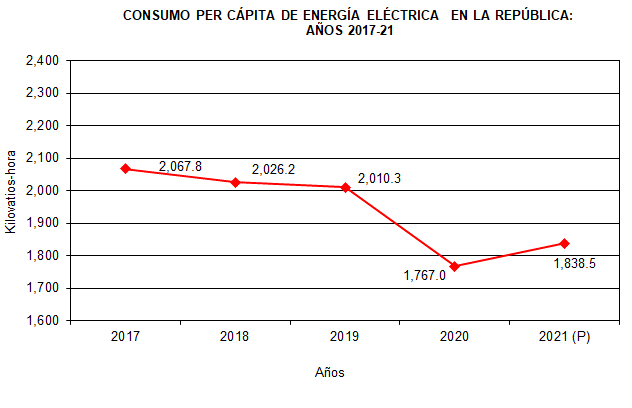 CONSUMO PER CÁPITA DE ENERGÍA ELÉCTRICA EN LA REPÚBLICA:
AÑOS 2017-21
2,400
2,300
2,200
2,100
2,000
1,900
1,800
1,700
1,600
Kilovatios-hora
2,067.8
2,026.2
2,010.3
1,767.0
1,838.5
2017 2018 2019 2020 2021 (P)
Años